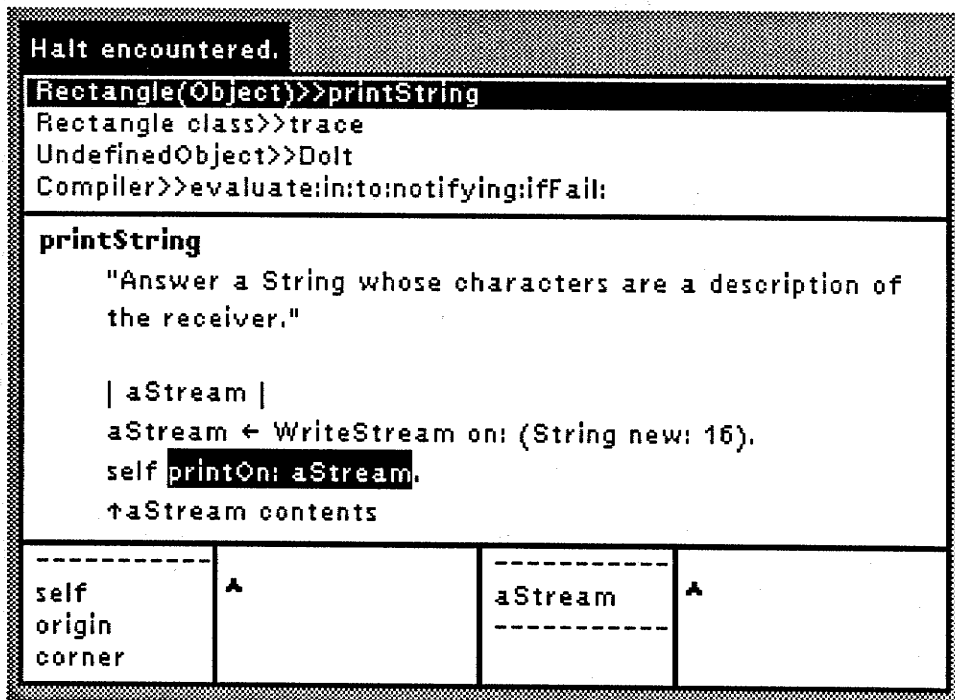 Halt encountered.
Rectangle(Object)>>printString
Rectangle class>>trace
UndefinedObject>>DoIt
Compiler>>evaluate:in:to:notifying:ifFail:
printString
"Answer a String whose characters are a description of
the receiver."
| aStream |
aStream ← WriteStream on: (String new: 16).
self printOn: aStream.
↑aStream contents
-----------
self
origin
corner
-----------
aStream
-----------